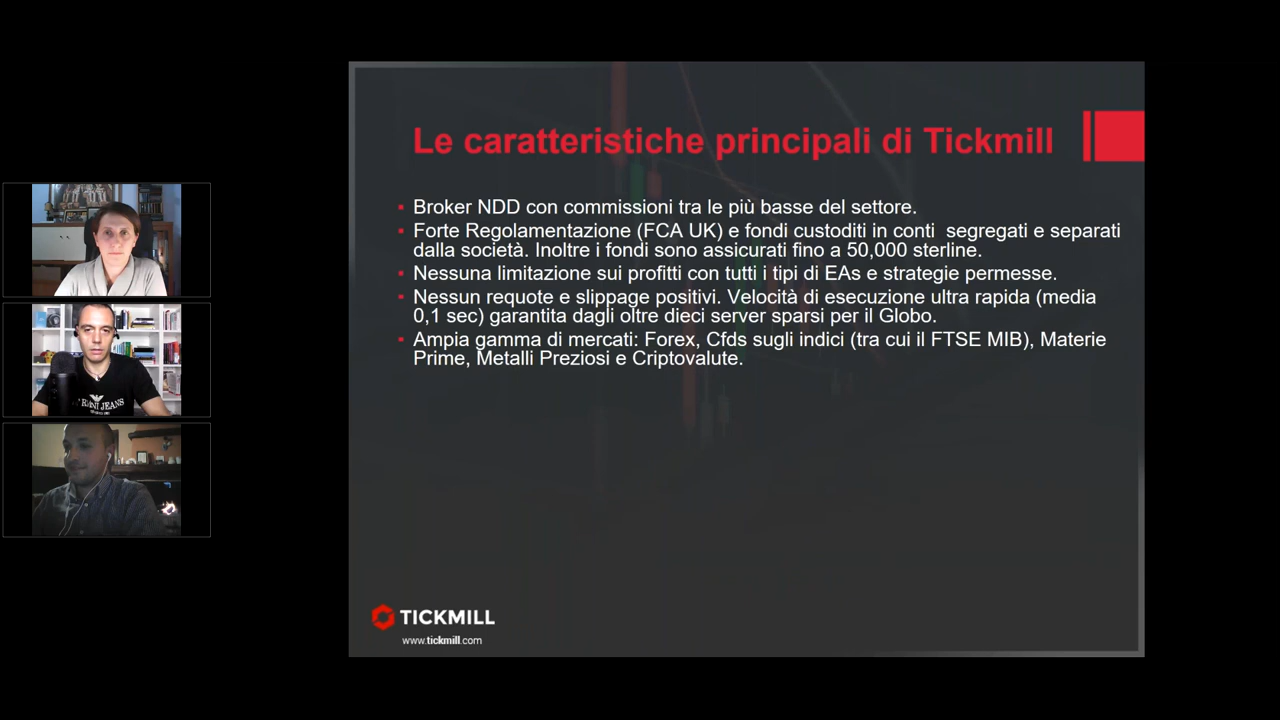 Le caratteristiche principali di Tickmill
Broker NDD con commissioni tra le più basse del settore.
Forte Regolamentazione (FCA UK) e fondi custoditi in conti segregati e separati
dalla società. Inoltre i fondi sono assicurati fino a 50,000 sterline.
Nessuna limitazione sui profitti con tutti i tipi di EAs e strategie permesse.
Nessun requote e slippage positivi. Velocità di esecuzione ultra rapida (media
0,1 sec) garantita dagli oltre dieci server sparsi per il Globo.
Ampia gamma di mercati: Forex, Cfds sugli indici (tra cui il FTSE MIB), Materie
Prime, Metalli Preziosi e Criptovalute.
TICKMILL
www.tickmill.com
JEANS